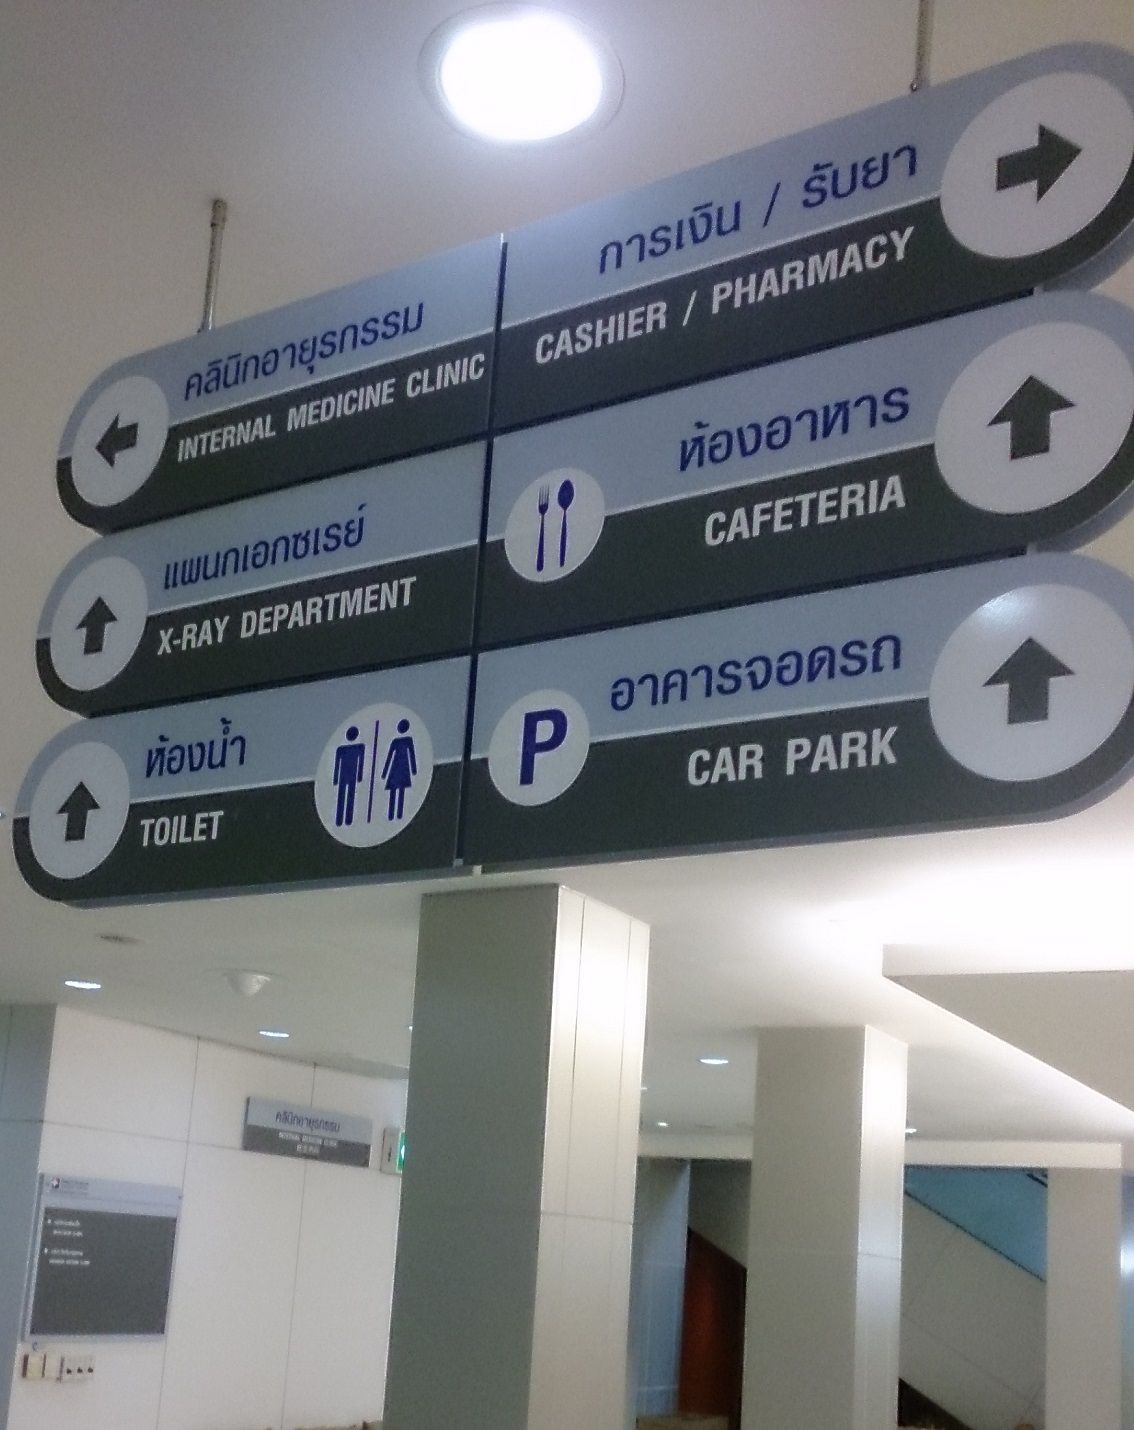 คลินิกอายุรกรรม
INTERNAL MEDICINE CLINIC
แผนกเอกซเรย์
X-RAY DEPARTMENT
ห้องน้ำ
TOILET
การเงิน / รับยา
CASHIER / PHARMACY
ห้องอาหาร
CAFETERIA
P
อาคารจอดรถ
CAR PARK
คลินิกอายุรกรรม
INTERNAL MEDICINE CLINIC